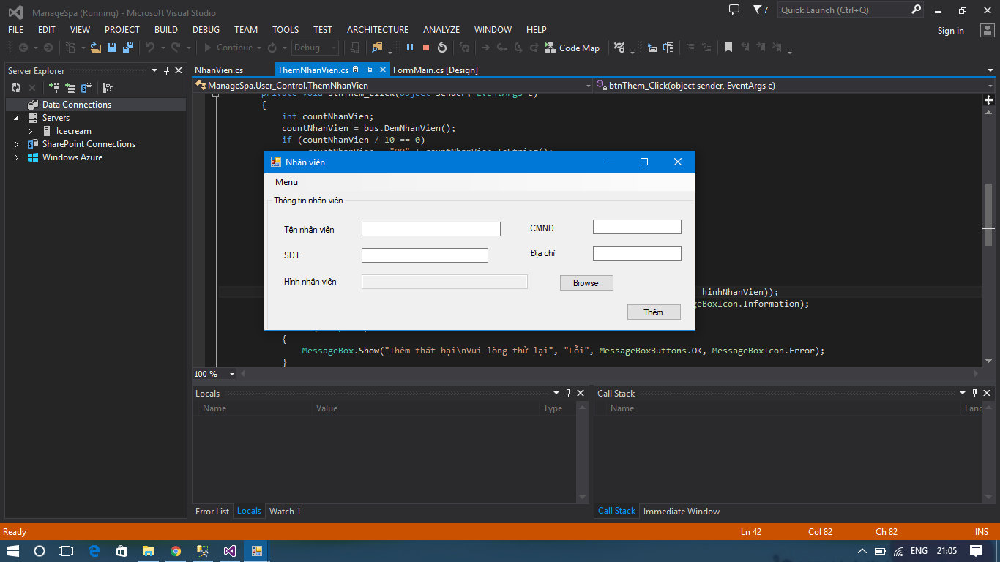 ManageSpa (Running) - Microsoft Visual Studio
7
Quick Launch (Ctrl+Q)
FILE EDIT VIEW PROJECT BUILD DEBUG TEAM TOOLS TEST ARCHITECTURE ANALYZE WINDOW HELP
Sign in
Continue
Debug
Code Map
Server Explorer
Data Connections
Servers
Icecream
SharePoint Connections
Windows Azure
NhanVien.cs
ThemNhanVien.cs
FormMain.cs [Design]
ManageSpa.User_Control.ThemNhanVien
btnThem_Click(object sender, EventArgs e)
private void btnThem_Click(object sender, EventArgs e)
{
int countNhanVien;
countNhanVien = bus.DemNhanVien();
if (countNhanVien / 10 == 0)
Nhân viên
Menu
Thông tin nhân viên
Tên nhân viên
CMND
SDT
Địa chỉ
Hình nhân viên
Browse
Thêm
hinhNhanVien));
geBoxIcon.Information);
{
MessageBox.Show("Thêm thất bại\nVui lòng thử lại", "Lỗi", MessageBoxButtons.OK, MessageBoxIcon.Error);
}
100 %
Locals
Name Value Type
Error List Locals Watch 1
Call Stack
Name Lang
Call Stack Immediate Window
Ready
Ln 42 Col 82 Ch 82 INS
ENG 21:05